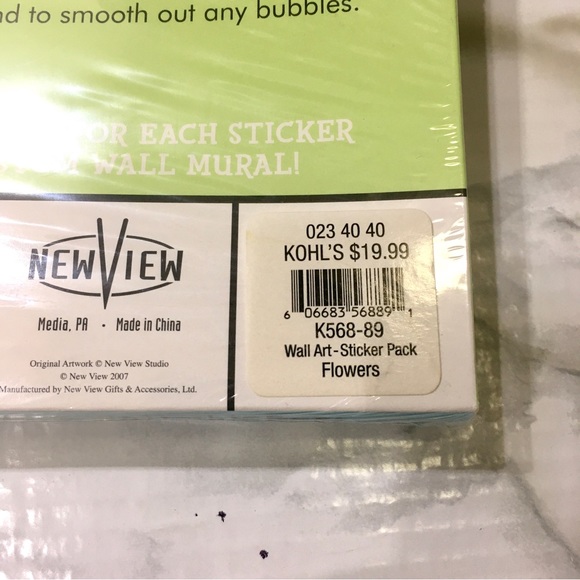 nd to smooth out any bubbles.
OR EACH STICKER
WALL MURAL!
NEWVIEW
Media, PA • Made in China
Original Artwork © New View Studio
© New View 2007
Manufactured by New View Gifts & Accessories, Ltd.
023 40 40
KOHL'S $19.99
6 06683 56889 1
K568-89
Wall Art-Sticker Pack
Flowers